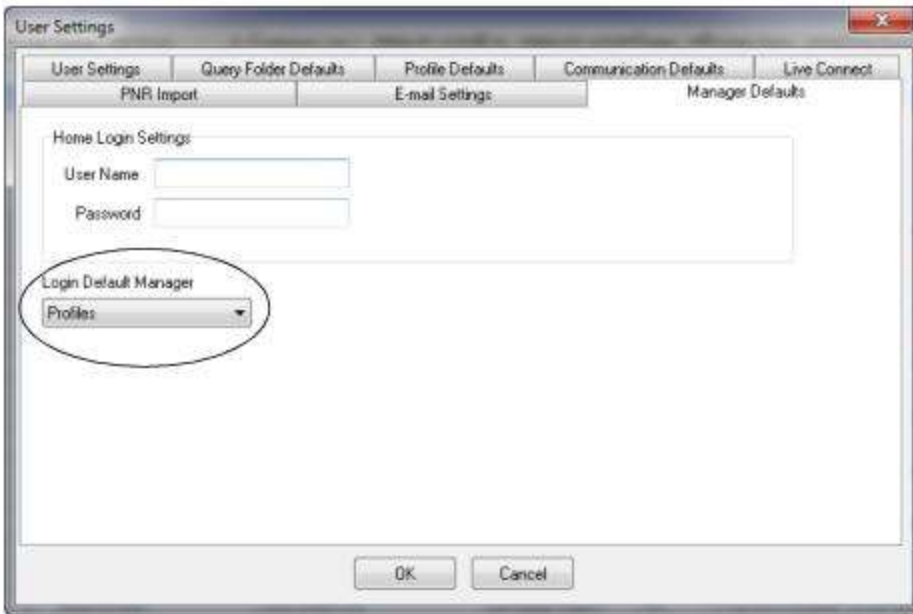 User Settings
User Settings Query Folder Defaults Profile Defaults Communication Defaults Live Connect
PNR Import E-mail Settings Manager Defaults
Home Login Settings
User Name
Password
Login Default Manager
Profiles
OK Cancel